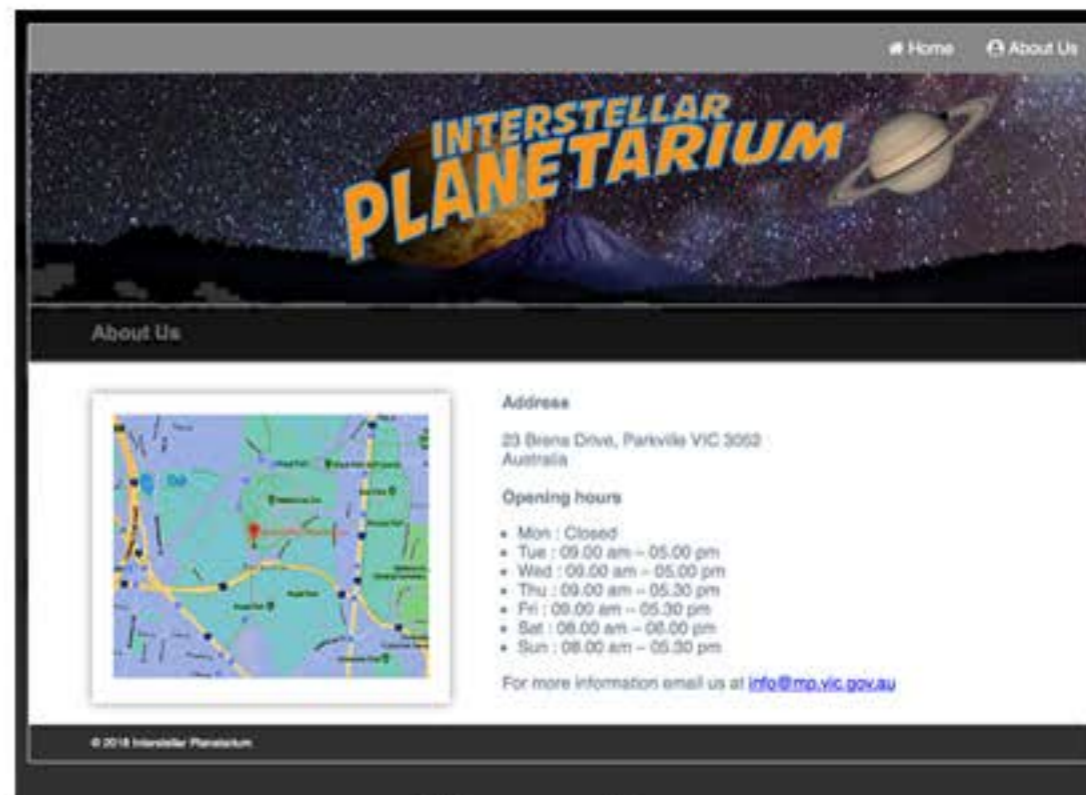 Home About Us
INTERSTELLAR
PLANETARIUM
About Us
Address
23 Brens Drive, Parkville VIC 3052
Australia
Opening hours
Mon : Closed
Tue : 09.00 am – 05.00 pm
Wed : 09.00 am – 05.00 pm
Thu : 09.00 am – 05.30 pm
Fri : 09.00 am – 05.30 pm
Sat : 08.00 am – 06.00 pm
Sun : 08.00 am – 05.30 pm
For more information email us at info@mp.vic.gov.au
© 2018 Interstellar Planetarium